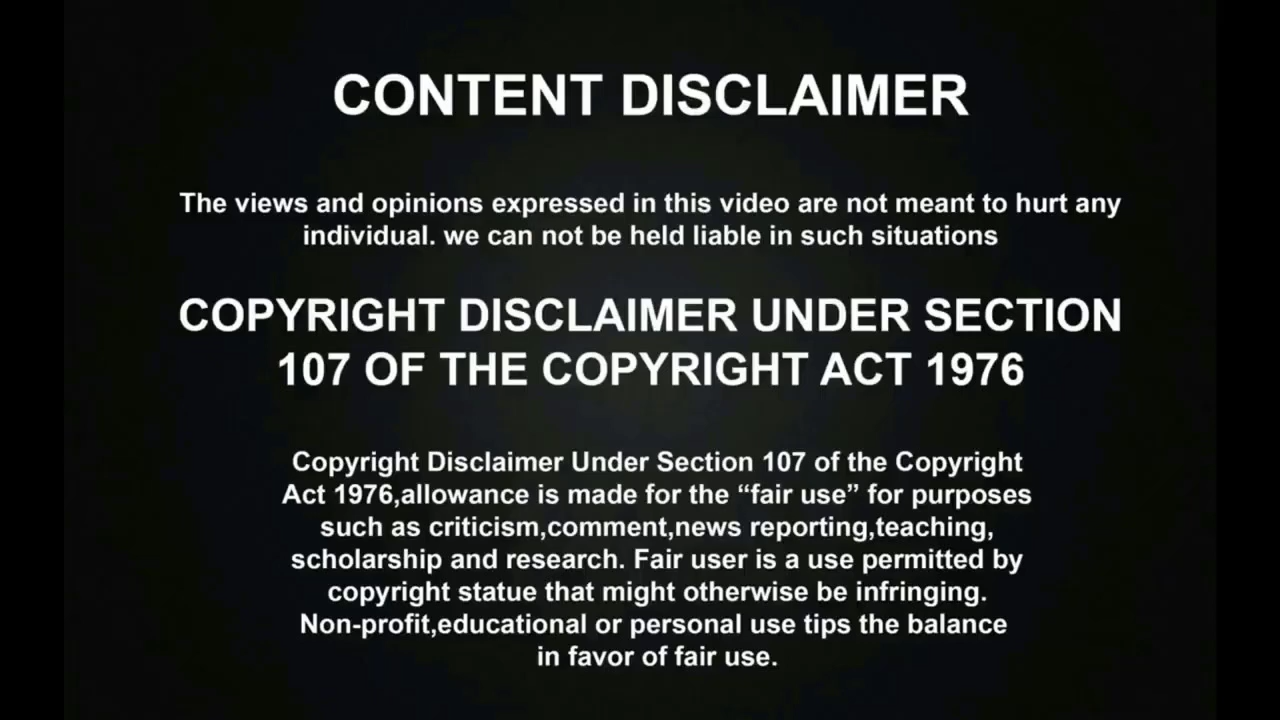 CONTENT DISCLAIMER
The views and opinions expressed in this video are not meant to hurt any
individual. we can not be held liable in such situations
COPYRIGHT DISCLAIMER UNDER SECTION
107 OF THE COPYRIGHT ACT 1976
Copyright Disclaimer Under Section 107 of the Copyright
Act 1976,allowance is made for the “fair use” for purposes
such as criticism,comment,news reporting,teaching,
scholarship and research. Fair user is a use permitted by
copyright statue that might otherwise be infringing.
Non-profit,educational or personal use tips the balance
in favor of fair use.